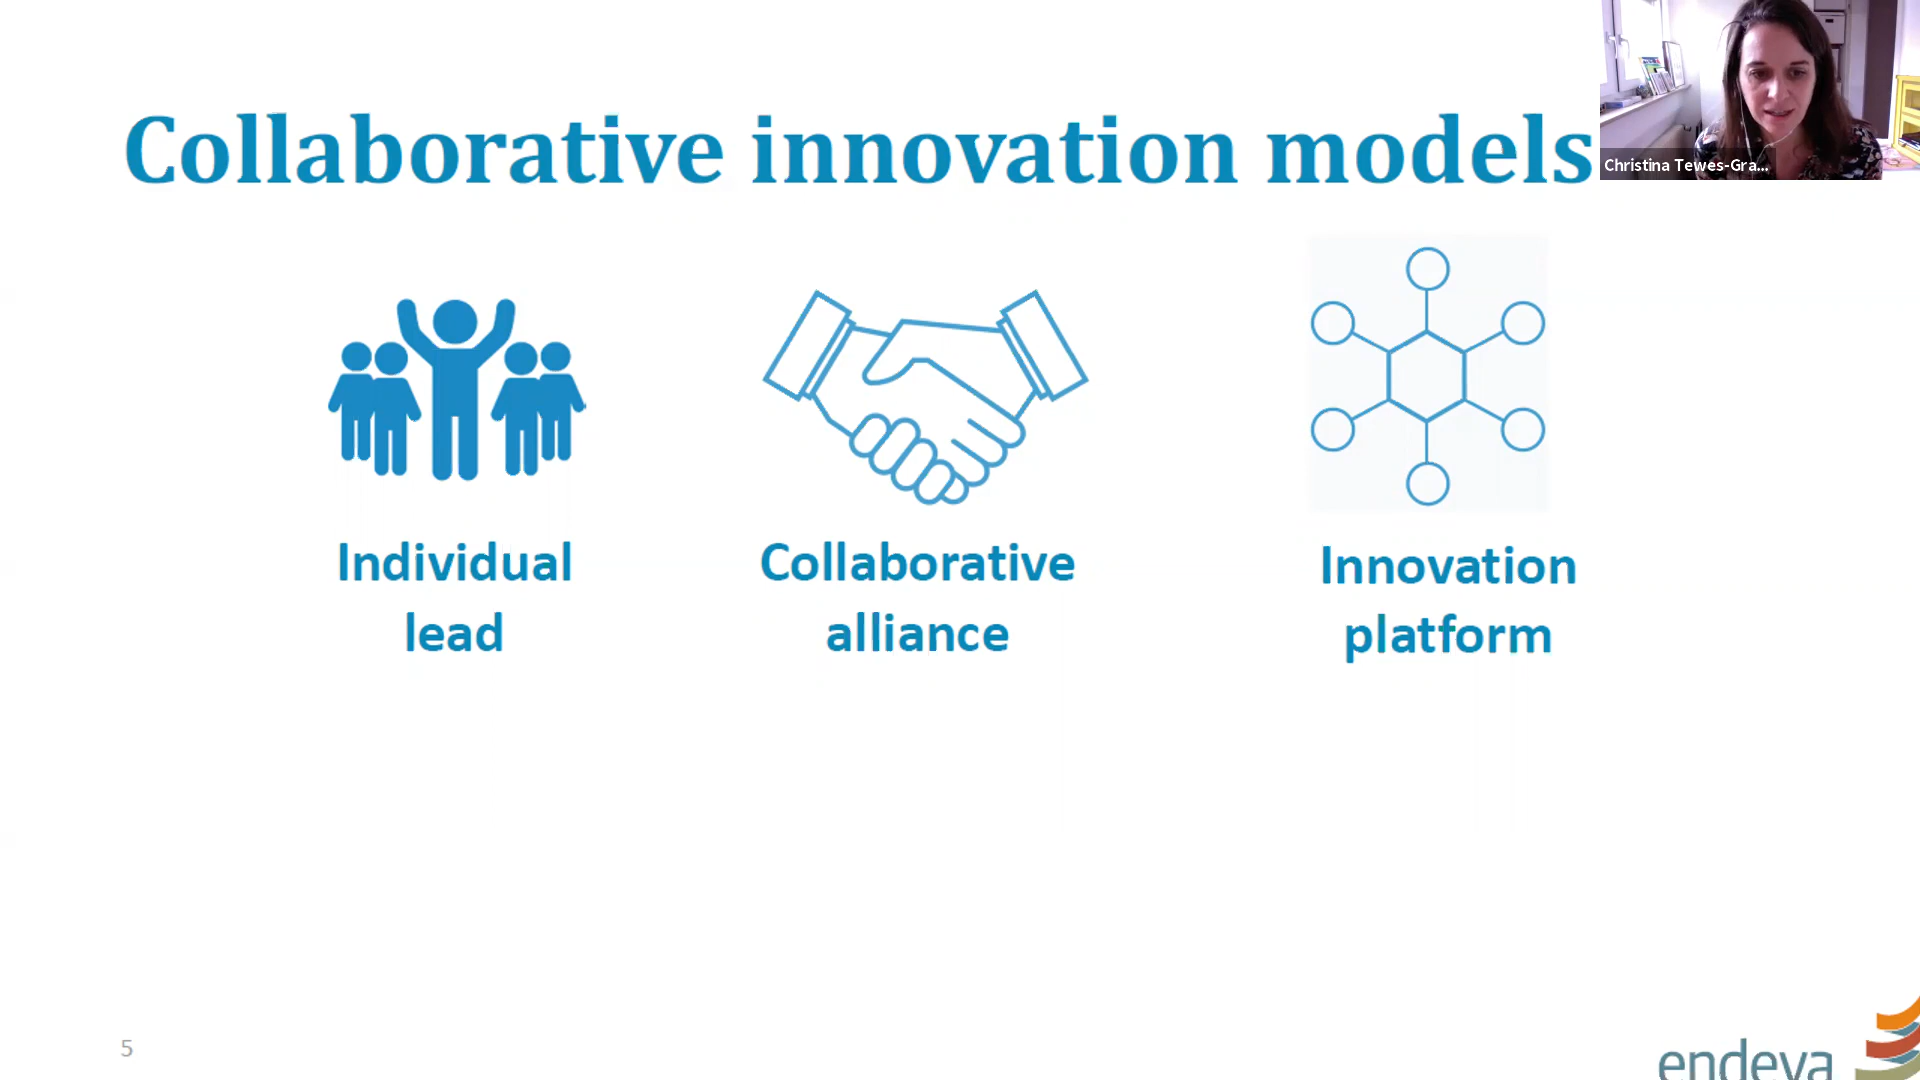 Collaborative innovation models
Christina Tewes-Gra...
Individual
lead
Collaborative
alliance
Innovation
platform
5
endeva